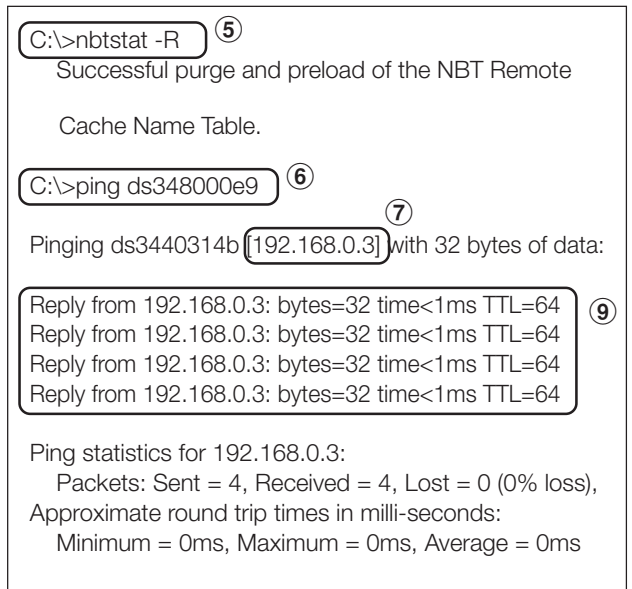 C:\>nbtstat -R ⑤
Successful purge and preload of the NBT Remote
Cache Name Table.
C:\>ping ds348000e9 ⑥
⑦
Pinging ds3440314b [192.168.0.3] with 32 bytes of data:
Reply from 192.168.0.3: bytes=32 time<1ms TTL=64 ⑨
Reply from 192.168.0.3: bytes=32 time<1ms TTL=64
Reply from 192.168.0.3: bytes=32 time<1ms TTL=64
Reply from 192.168.0.3: bytes=32 time<1ms TTL=64
Ping statistics for 192.168.0.3:
Packets: Sent = 4, Received = 4, Lost = 0 (0% loss),
Approximate round trip times in milli-seconds:
Minimum = 0ms, Maximum = 0ms, Average = 0ms